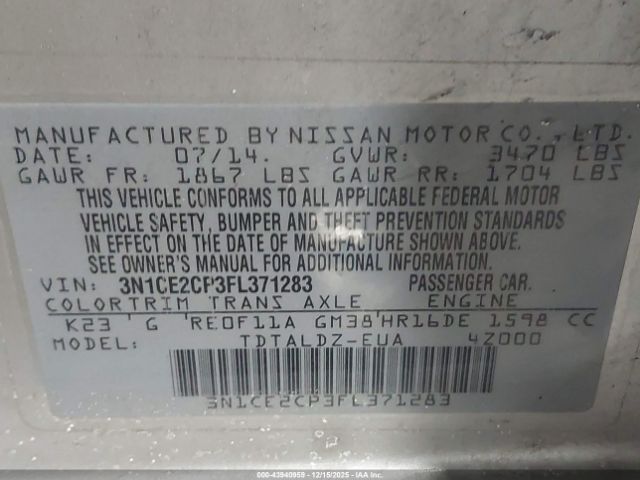 MANUFACTURED BY NISSAN MOTOR CO., LTD.
DATE: 07/14. GVWR: 3470 LBS
GAWR FR: 1867 LBS GAWR RR: 1704 LBS
THIS VEHICLE CONFORMS TO ALL APPLICABLE FEDERAL MOTOR
VEHICLE SAFETY, BUMPER AND THEFT PREVENTION STANDARDS
IN EFFECT ON THE DATE OF MANUFACTURE SHOWN ABOVE.
SEE OWNER'S MANUAL FOR ADDITIONAL INFORMATION.
VIN: 3N1CE2CP3FL371283 PASSENGER CAR.
COLOR TRIM TRANS AXLE ENGINE
K23 G RE0F11A GM38 HR16DE 1598 CC
MODEL: TDTALDZ-EUA 4Z000
3N1CE2CP3FL371283
000-43940959 - 12/15/2025 - IAA.com